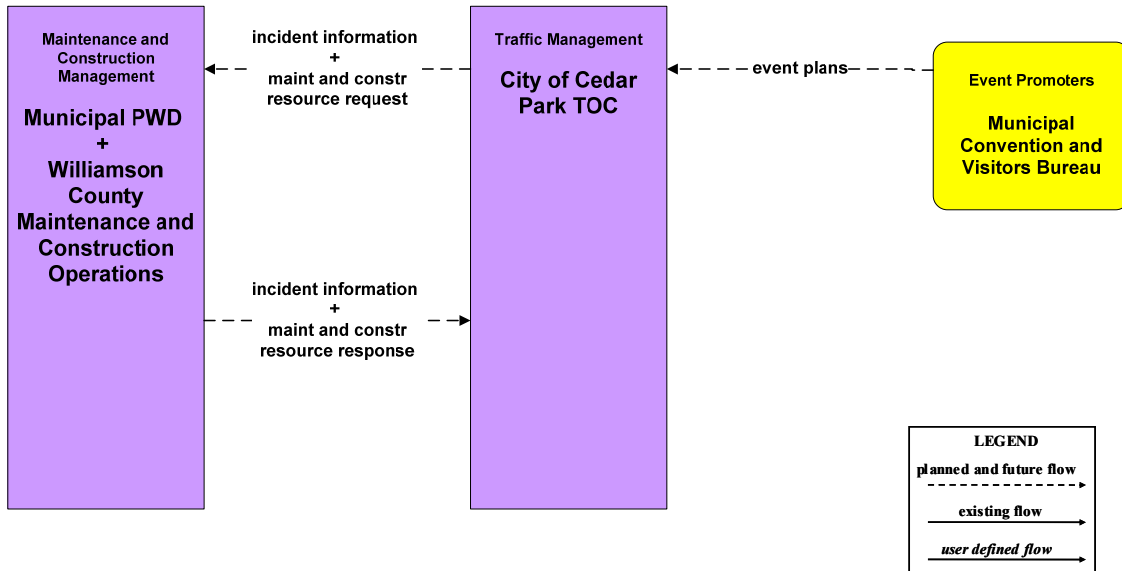 Maintenance and
Construction
Management
Municipal PWD
+
Williamson
County
Maintenance and
Construction
Operations
incident information
+
maint and constr
resource request
incident information
+
maint and constr
resource response
Traffic Management
City of Cedar
Park TOC
event plans
Event Promoters
Municipal
Convention and
Visitors Bureau
LEGEND
planned and future flow
existing flow
user defined flow